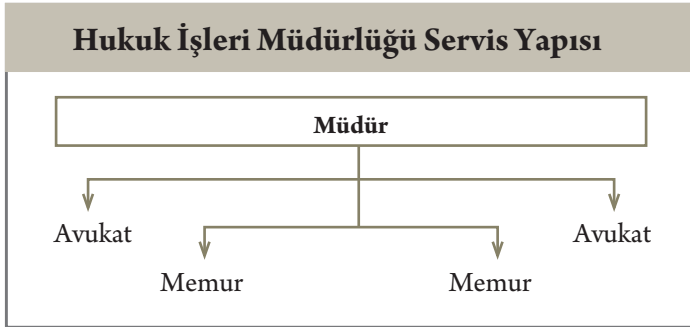 Hukuk İşleri Müdürlüğü Servis Yapısı
Müdür
Avukat
Avukat
Memur
Memur